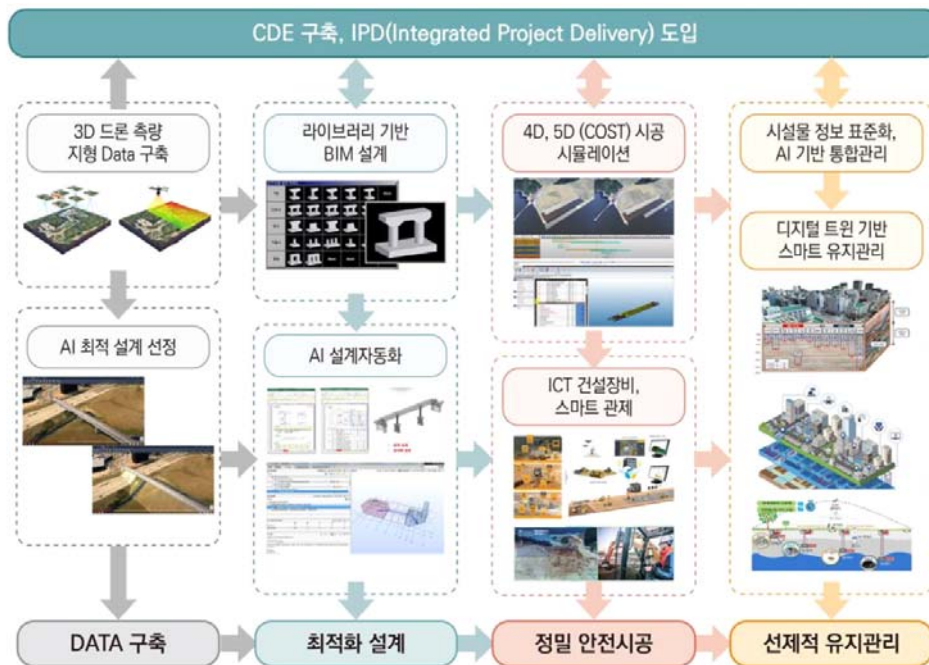 CDE 구축, IPD(Integrated Project Delivery) 도입
3D 드론 측량
지형 Data 구축
라이브러리 기반
BIM 설계
4D, 5D (COST) 시공
시뮬레이션
시설물 정보 표준화,
AI 기반 통합관리
디지털 트윈 기반
스마트 유지관리
AI 최적 설계 선정
AI 설계자동화
ICT 건설장비,
스마트 관제
DATA 구축
최적화 설계
정밀 안전시공
선제적 유지관리